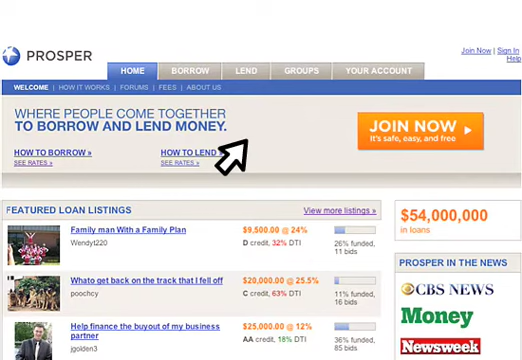 PROSPER
Join Now | Sign In
Help
HOME BORROW LEND GROUPS YOUR ACCOUNT
WELCOME | HOW IT WORKS | FORUMS | FEES | ABOUT US
WHERE PEOPLE COME TOGETHER
TO BORROW AND LEND MONEY.
JOIN NOW
it's safe, easy, and free
HOW TO BORROW » HOW TO LEND »
SEE RATES » SEE RATES »
FEATURED LOAN LISTINGS View more listings »
Family man With a Family Plan
Wendyt220
$9,500.00 @ 24%
D credit, 32% DTI
26% funded,
11 bids
Whato get back on the track that I fell off
poochcy
$20,000.00 @ 25.5%
C credit, 63% DTI
11% funded,
16 bids
Help finance the buyout of my business
partner
jgolden3
$25,000.00 @ 12%
AA credit, 18% DTI
36% funded,
85 bids
$54,000,000
in loans
PROSPER IN THE NEWS
CBS NEWS
Money
Newsweek